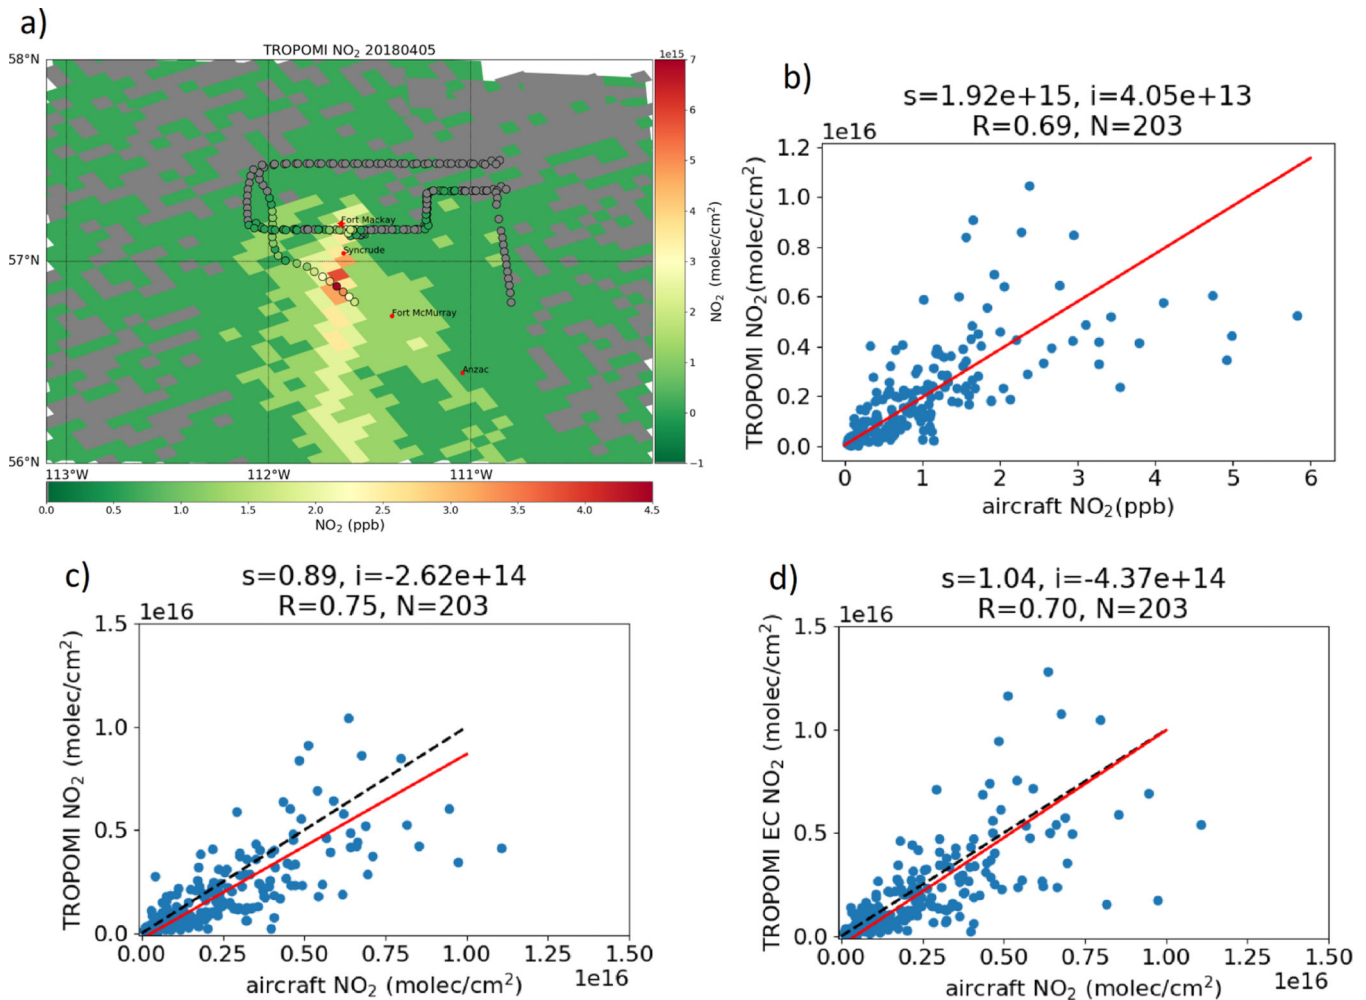 a)
TROPOMI NO₂ 20180405
58°N
57°N
56°N
113°W
112°W
111°W
Fort Mackay
Syncrude
Fort McMurray
Anzac
1e15
7
6
5
4
3
2
1
0
−1
NO₂ (molec/cm²)
0.0 0.5 1.0 1.5 2.0 2.5 3.0 3.5 4.0 4.5
NO₂ (ppb)
b)
s=1.92e+15, i=4.05e+13
R=0.69, N=203
1e16
1.2
1.0
0.8
0.6
0.4
0.2
0.0
TROPOMI NO₂(molec/cm²)
0 1 2 3 4 5 6
aircraft NO₂(ppb)
c)
s=0.89, i=-2.62e+14
R=0.75, N=203
1e16
1.5
1.0
0.5
0.0
TROPOMI NO₂ (molec/cm²)
0.00 0.25 0.50 0.75 1.00 1.25 1.50
1e16
aircraft NO₂ (molec/cm²)
d)
s=1.04, i=-4.37e+14
R=0.70, N=203
1e16
1.5
1.0
0.5
0.0
TROPOMI EC NO₂ (molec/cm²)
0.00 0.25 0.50 0.75 1.00 1.25 1.50
1e16
aircraft NO₂ (molec/cm²)